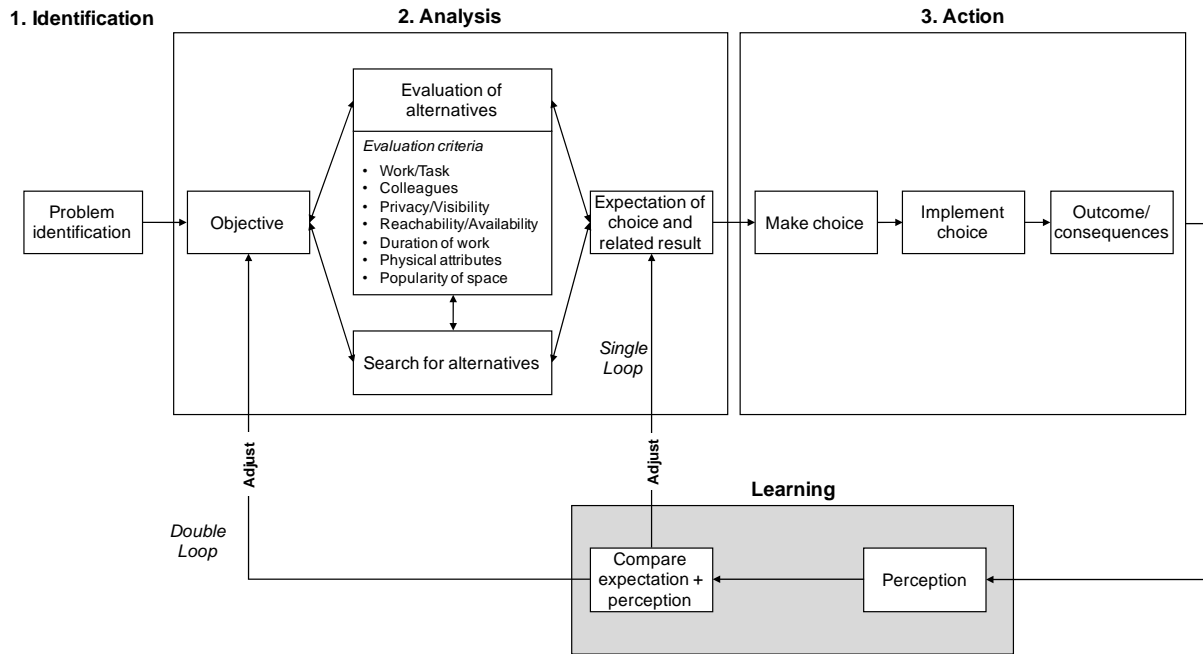 1. Identification
2. Analysis
3. Action
Evaluation of
alternatives
Evaluation criteria
• Work/Task
• Colleagues
• Privacy/Visibility
• Reachability/Availability
• Duration of work
• Physical attributes
• Popularity of space
Problem
identification
Objective
Expectation of
choice and
related result
Make choice
Implement
choice
Outcome/
consequences
Search for alternatives
Single
Loop
Adjust
Adjust
Double
Loop
Learning
Compare
expectation +
perception
Perception